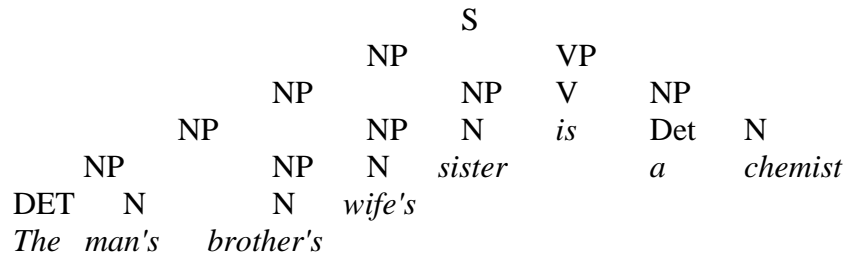 S
NP VP
NP NP V NP
NP NP N is Det N
NP NP N sister a chemist
DET N N wife's
The man's brother's